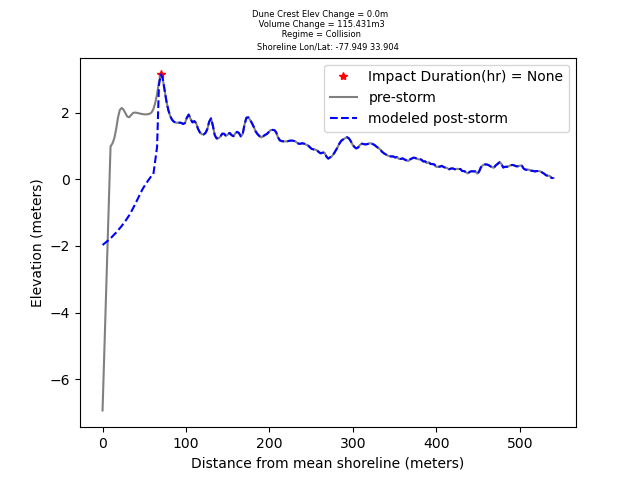 Dune Crest Elev Change = 0.0m
Volume Change = 115.431m3
Regime = Collision
Shoreline Lon/Lat: -77.949 33.904
Impact Duration(hr) = None
pre-storm
modeled post-storm
Elevation (meters)
2
0
−2
−4
−6
0 100 200 300 400 500
Distance from mean shoreline (meters)